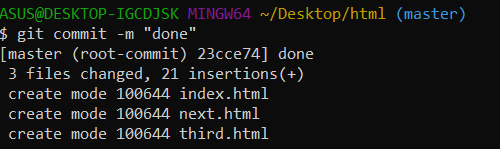 ASUS@DESKTOP-IGCDJSK MINGW64 ~/Desktop/html (master)
$ git commit -m "done"
[master (root-commit) 23cce74] done
 3 files changed, 21 insertions(+)
 create mode 100644 index.html
 create mode 100644 next.html
 create mode 100644 third.html